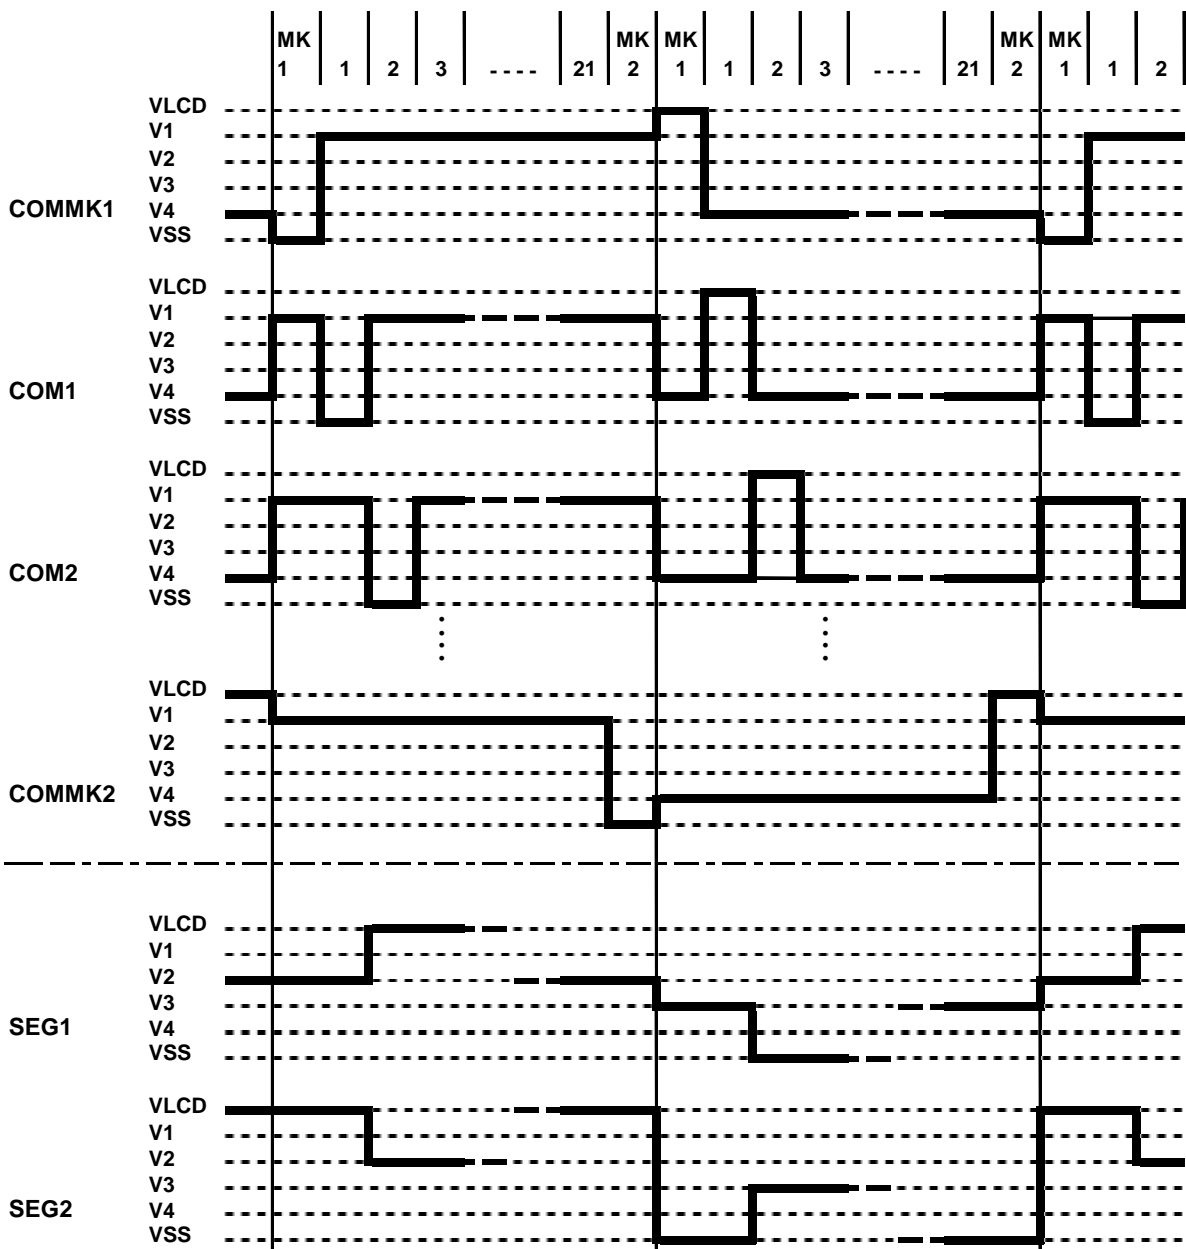 MK MK MK MK MK
1 1 2 3 ---- 21 2 1 1 2 3 ---- 21 2 1 1 2
VLCD
V1
V2
V3
COMMK1 V4
VSS
VLCD
V1
V2
V3
COM1 V4
VSS
VLCD
V1
V2
V3
COM2 V4
VSS
VLCD
V1
V2
V3
COMMK2 V4
VSS
VLCD
V1
V2
V3
SEG1 V4
VSS
VLCD
V1
V2
V3
SEG2 V4
VSS